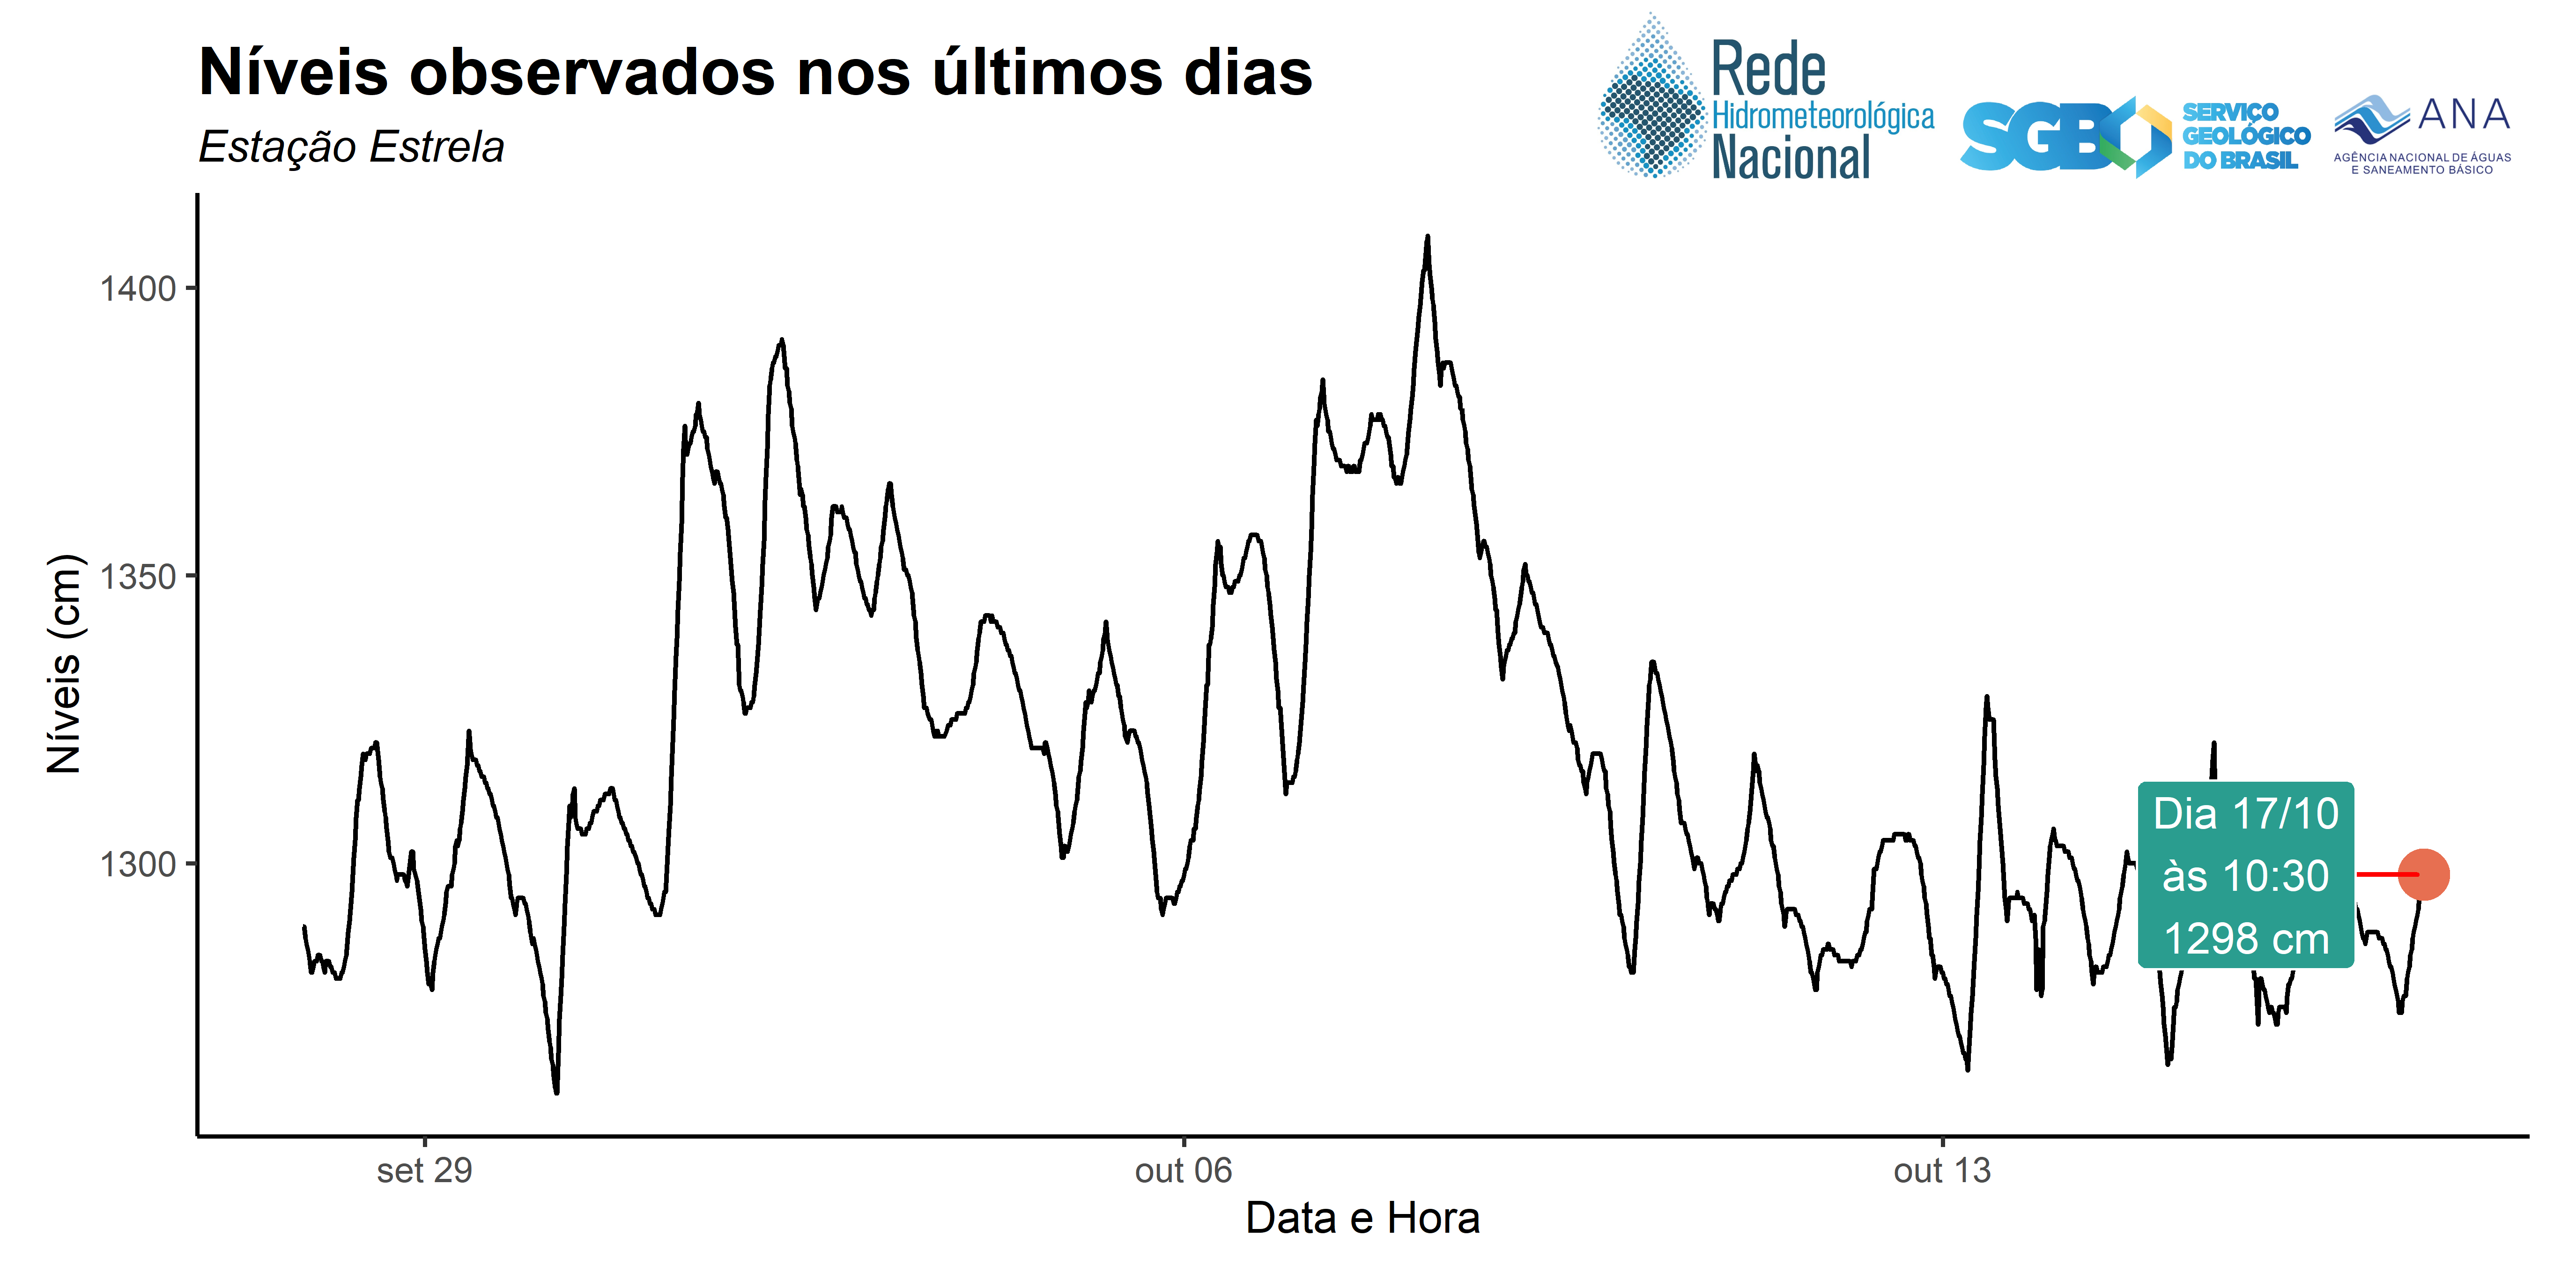 Níveis observados nos últimos dias
Estação Estrela
Rede
Hidrometeorológica
Nacional
SGB
SERVIÇO
GEOLÓGICO
DO BRASIL
ANA
AGÊNCIA NACIONAL DE ÁGUAS
E SANEAMENTO BÁSICO
Níveis (cm)
1400
1350
1300
Dia 17/10
às 10:30
1298 cm
set 29
out 06
out 13
Data e Hora